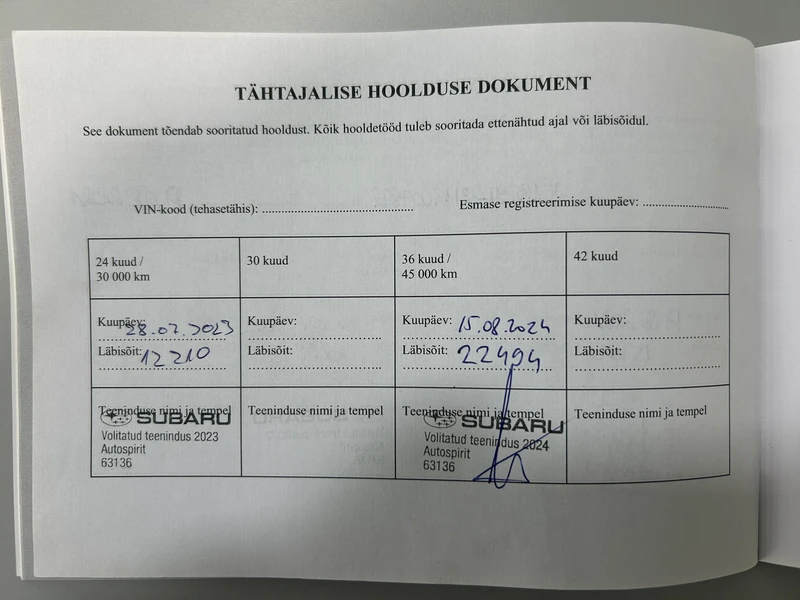 TÄHTAJALISE HOOLDUSE DOKUMENT
See dokument tõendab sooritatud hooldust. Kõik hooldetööd tuleb sooritada ettenähtud ajal või läbisõidul.
VIN-kood (tehasetähis): ............................................... Esmase registreerimise kuupäev: ..........................
24 kuud /
30 000 km
30 kuud
36 kuud /
45 000 km
42 kuud
Kuupäev: 28.07.2023
Läbisõit: 12210
Kuupäev:
Läbisõit:
Kuupäev: 15.08.2024
Läbisõit: 22494
Kuupäev:
Läbisõit:
Teeninduse nimi ja tempel
SUBARU
Volitatud teenindus 2023
Autospirit
63136
Teeninduse nimi ja tempel
Teeninduse nimi ja tempel
SUBARU
Volitatud teenindus 2024
Autospirit
63136
Teeninduse nimi ja tempel